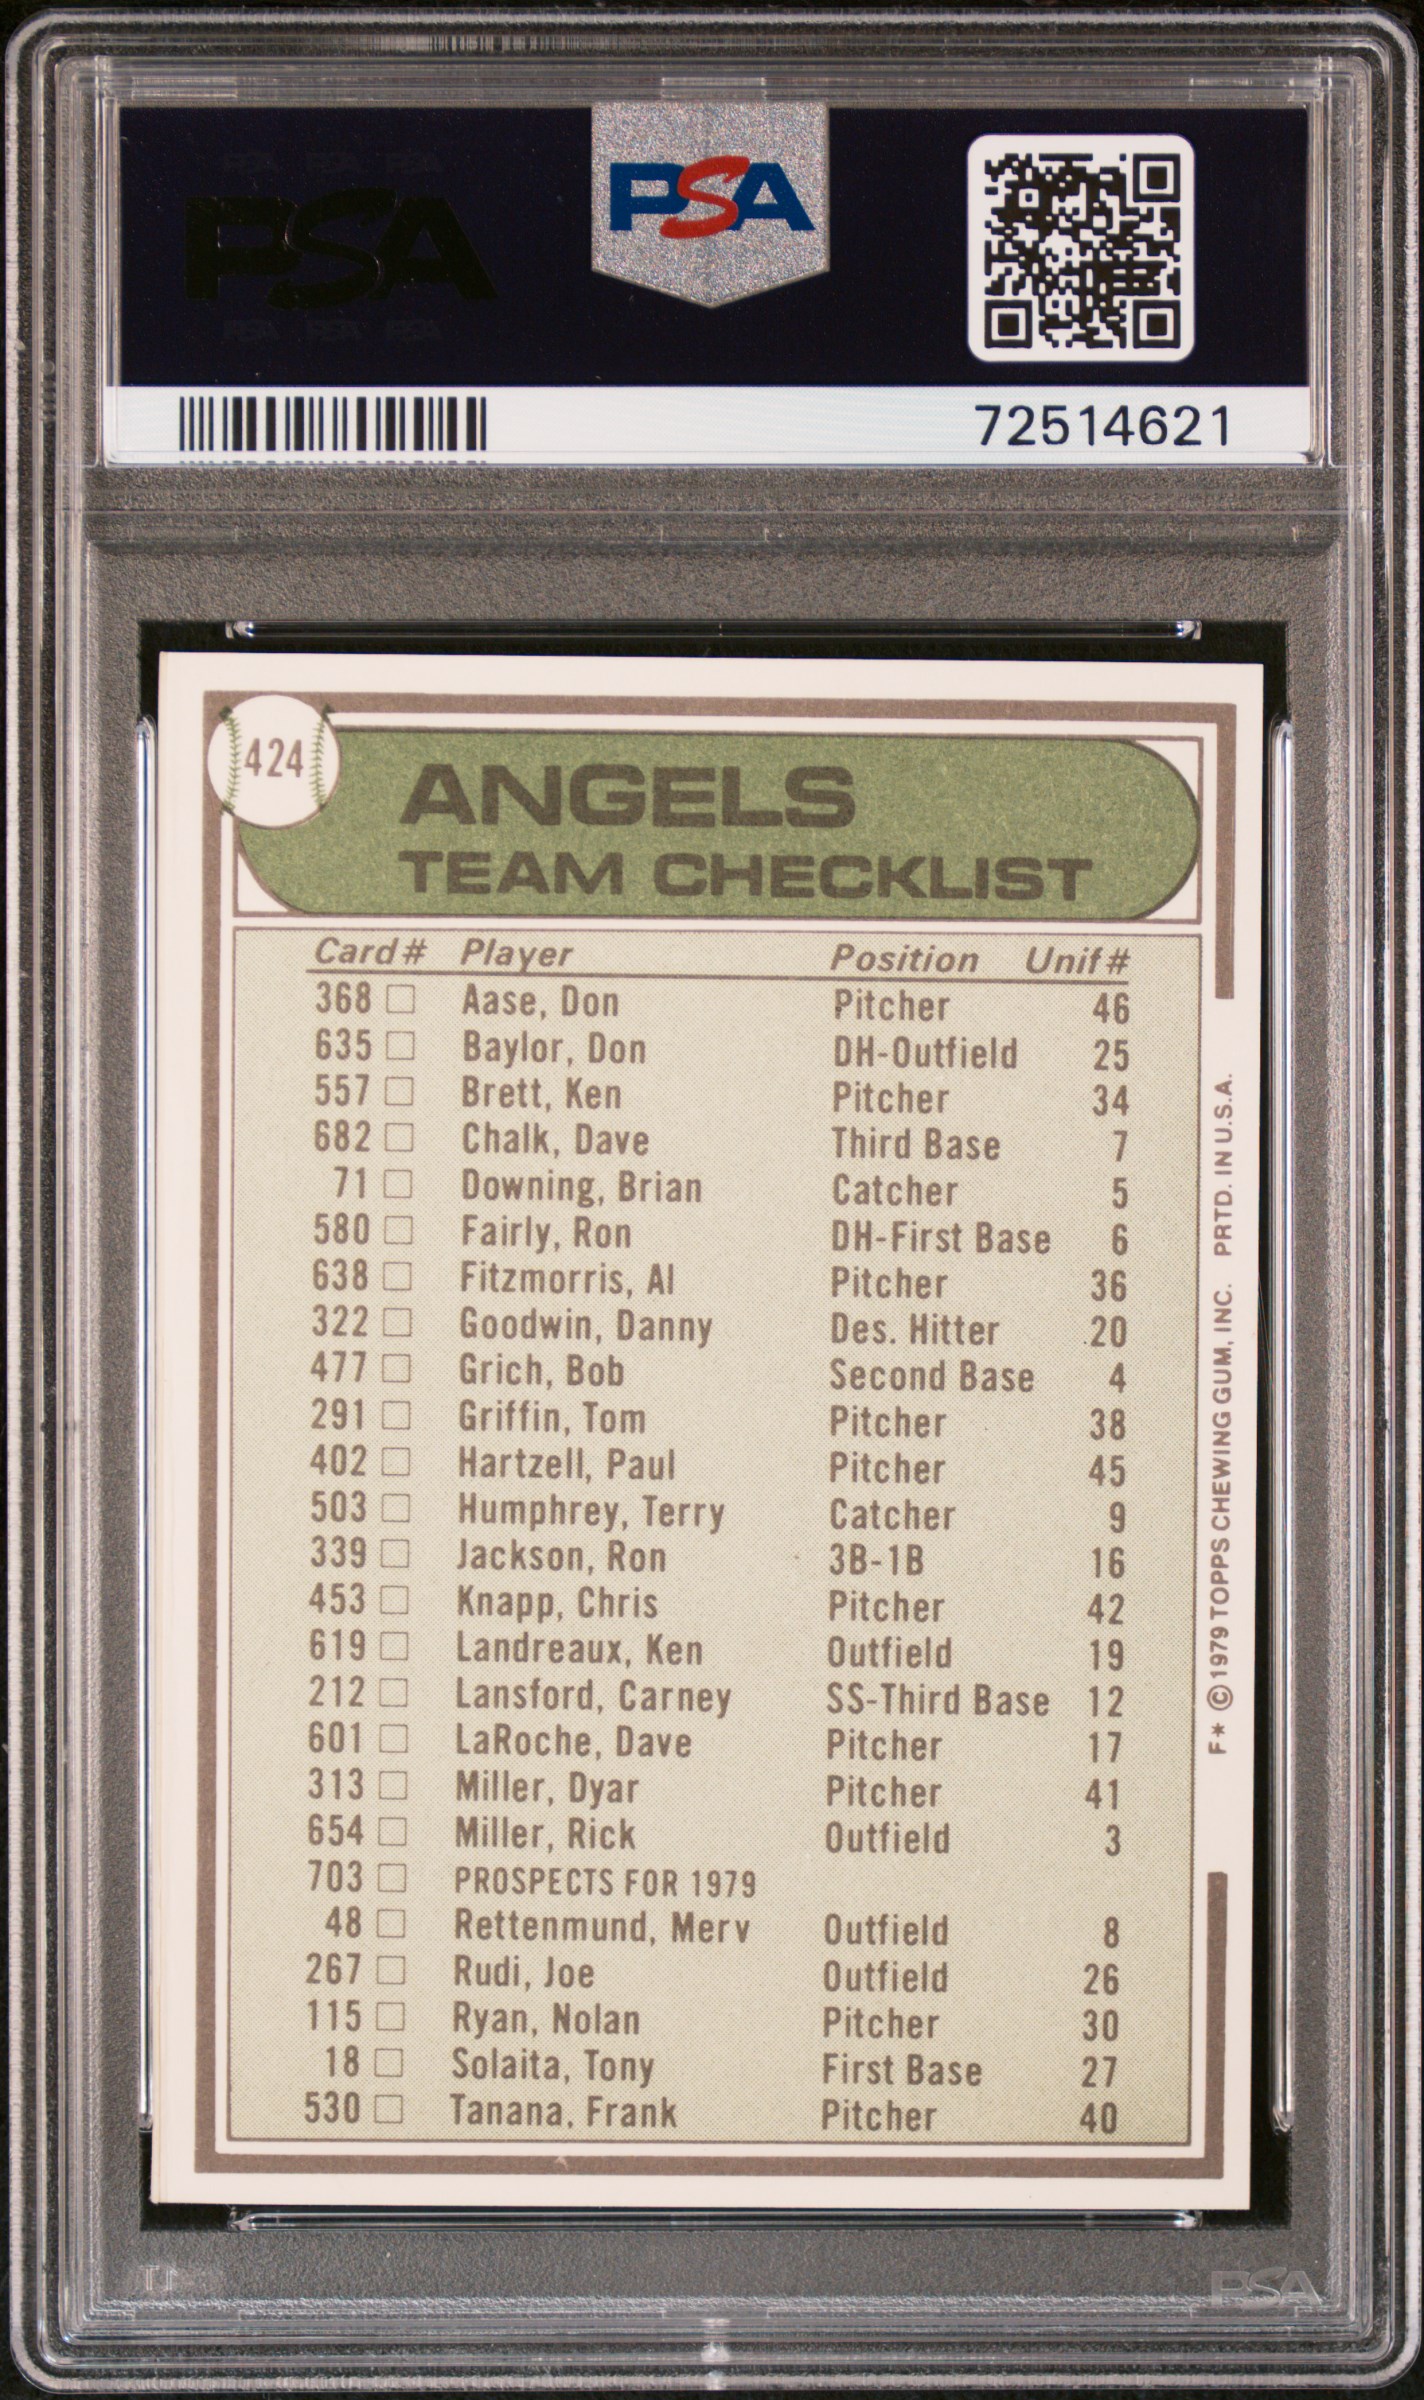 PSA PSA PSA
PSA
PSA PSA PSA
PSA
72514621
424
ANGELS
TEAM CHECKLIST
Card# Player Position Unif#
368 Aase, Don Pitcher 46
635 Baylor, Don DH-Outfield 25
557 Brett, Ken Pitcher 34
682 Chalk, Dave Third Base 7
71 Downing, Brian Catcher 5
580 Fairly, Ron DH-First Base 6
638 Fitzmorris, Al Pitcher 36
322 Goodwin, Danny Des. Hitter 20
477 Grich, Bob Second Base 4
291 Griffin, Tom Pitcher 38
402 Hartzell, Paul Pitcher 45
503 Humphrey, Terry Catcher 9
339 Jackson, Ron 3B-1B 16
453 Knapp, Chris Pitcher 42
619 Landreaux, Ken Outfield 19
212 Lansford, Carney SS-Third Base 12
601 LaRoche, Dave Pitcher 17
313 Miller, Dyar Pitcher 41
654 Miller, Rick Outfield 3
703 PROSPECTS FOR 1979
48 Rettenmund, Merv Outfield 8
267 Rudi, Joe Outfield 26
115 Ryan, Nolan Pitcher 30
18 Solaita, Tony First Base 27
530 Tanana, Frank Pitcher 40
F* © 1979 TOPPS CHEWING GUM, INC. PRTD. IN U.S.A.
PSA